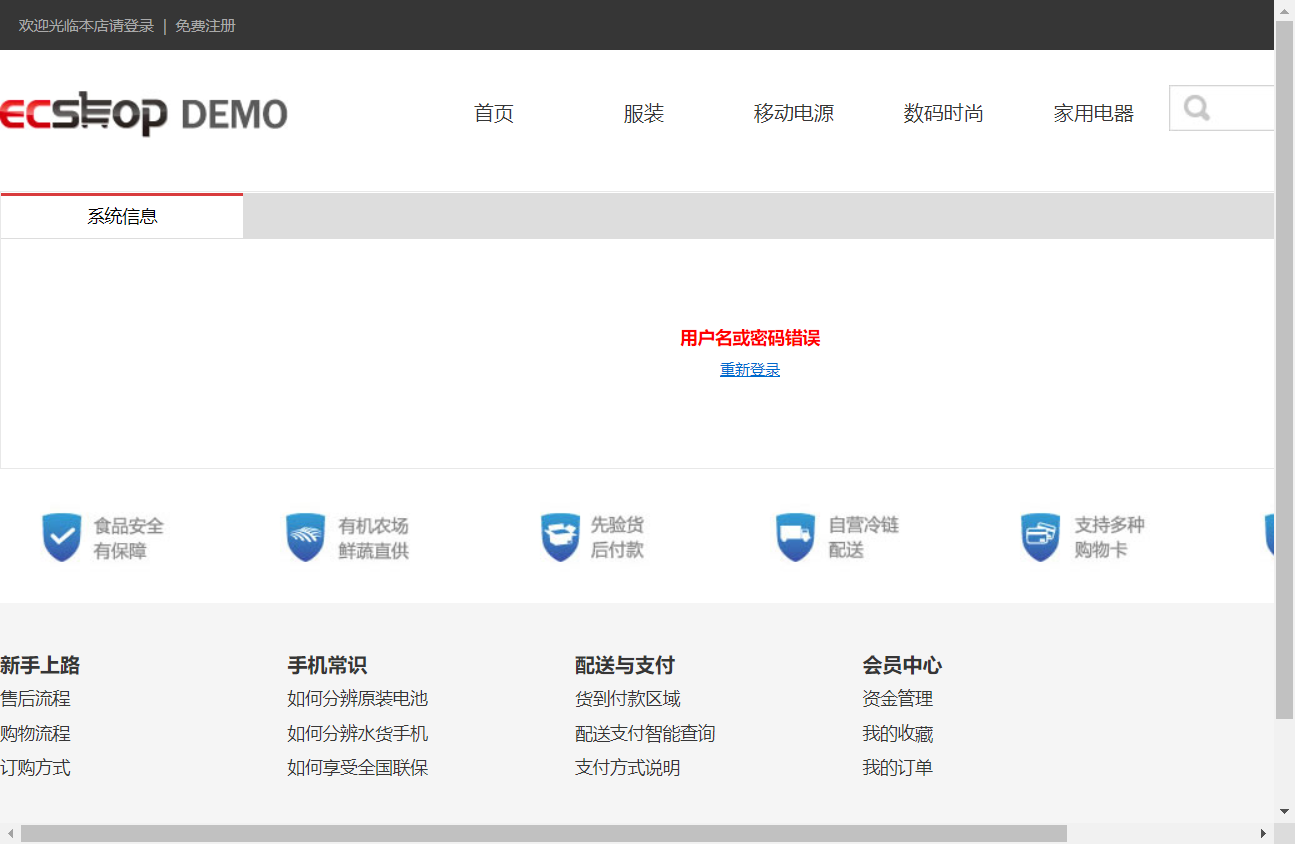 欢迎光临本店请登录 | 免费注册
ECSHOP DEMO
首页 服装 移动电源 数码时尚 家用电器
系统信息
用户名或密码错误
重新登录
食品安全 有机农场 先验货 自营冷链 支持多种
有保障 鲜蔬直供 后付款 配送 购物卡
新手上路 手机常识 配送与支付 会员中心
售后流程 如何分辨原装电池 货到付款区域 资金管理
购物流程 如何分辨水货手机 配送支付智能查询 我的收藏
订购方式 如何享受全国联保 支付方式说明 我的订单